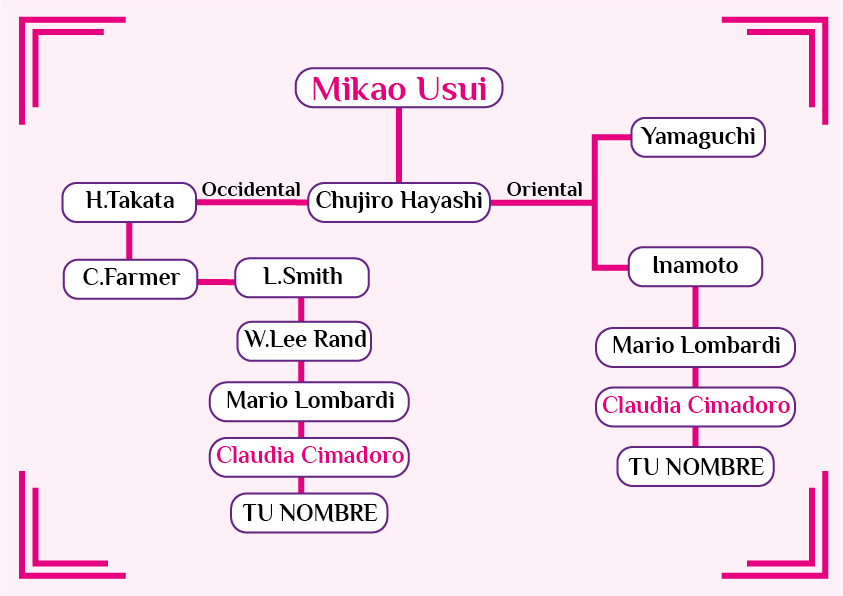 Mikao Usui
Yamaguchi
H.Takata
Occidental
Chujiro Hayashi
Oriental
C.Farmer
L.Smith
Inamoto
W.Lee Rand
Mario Lombardi
Mario Lombardi
Claudia Cimadoro
Claudia Cimadoro
TU NOMBRE
TU NOMBRE